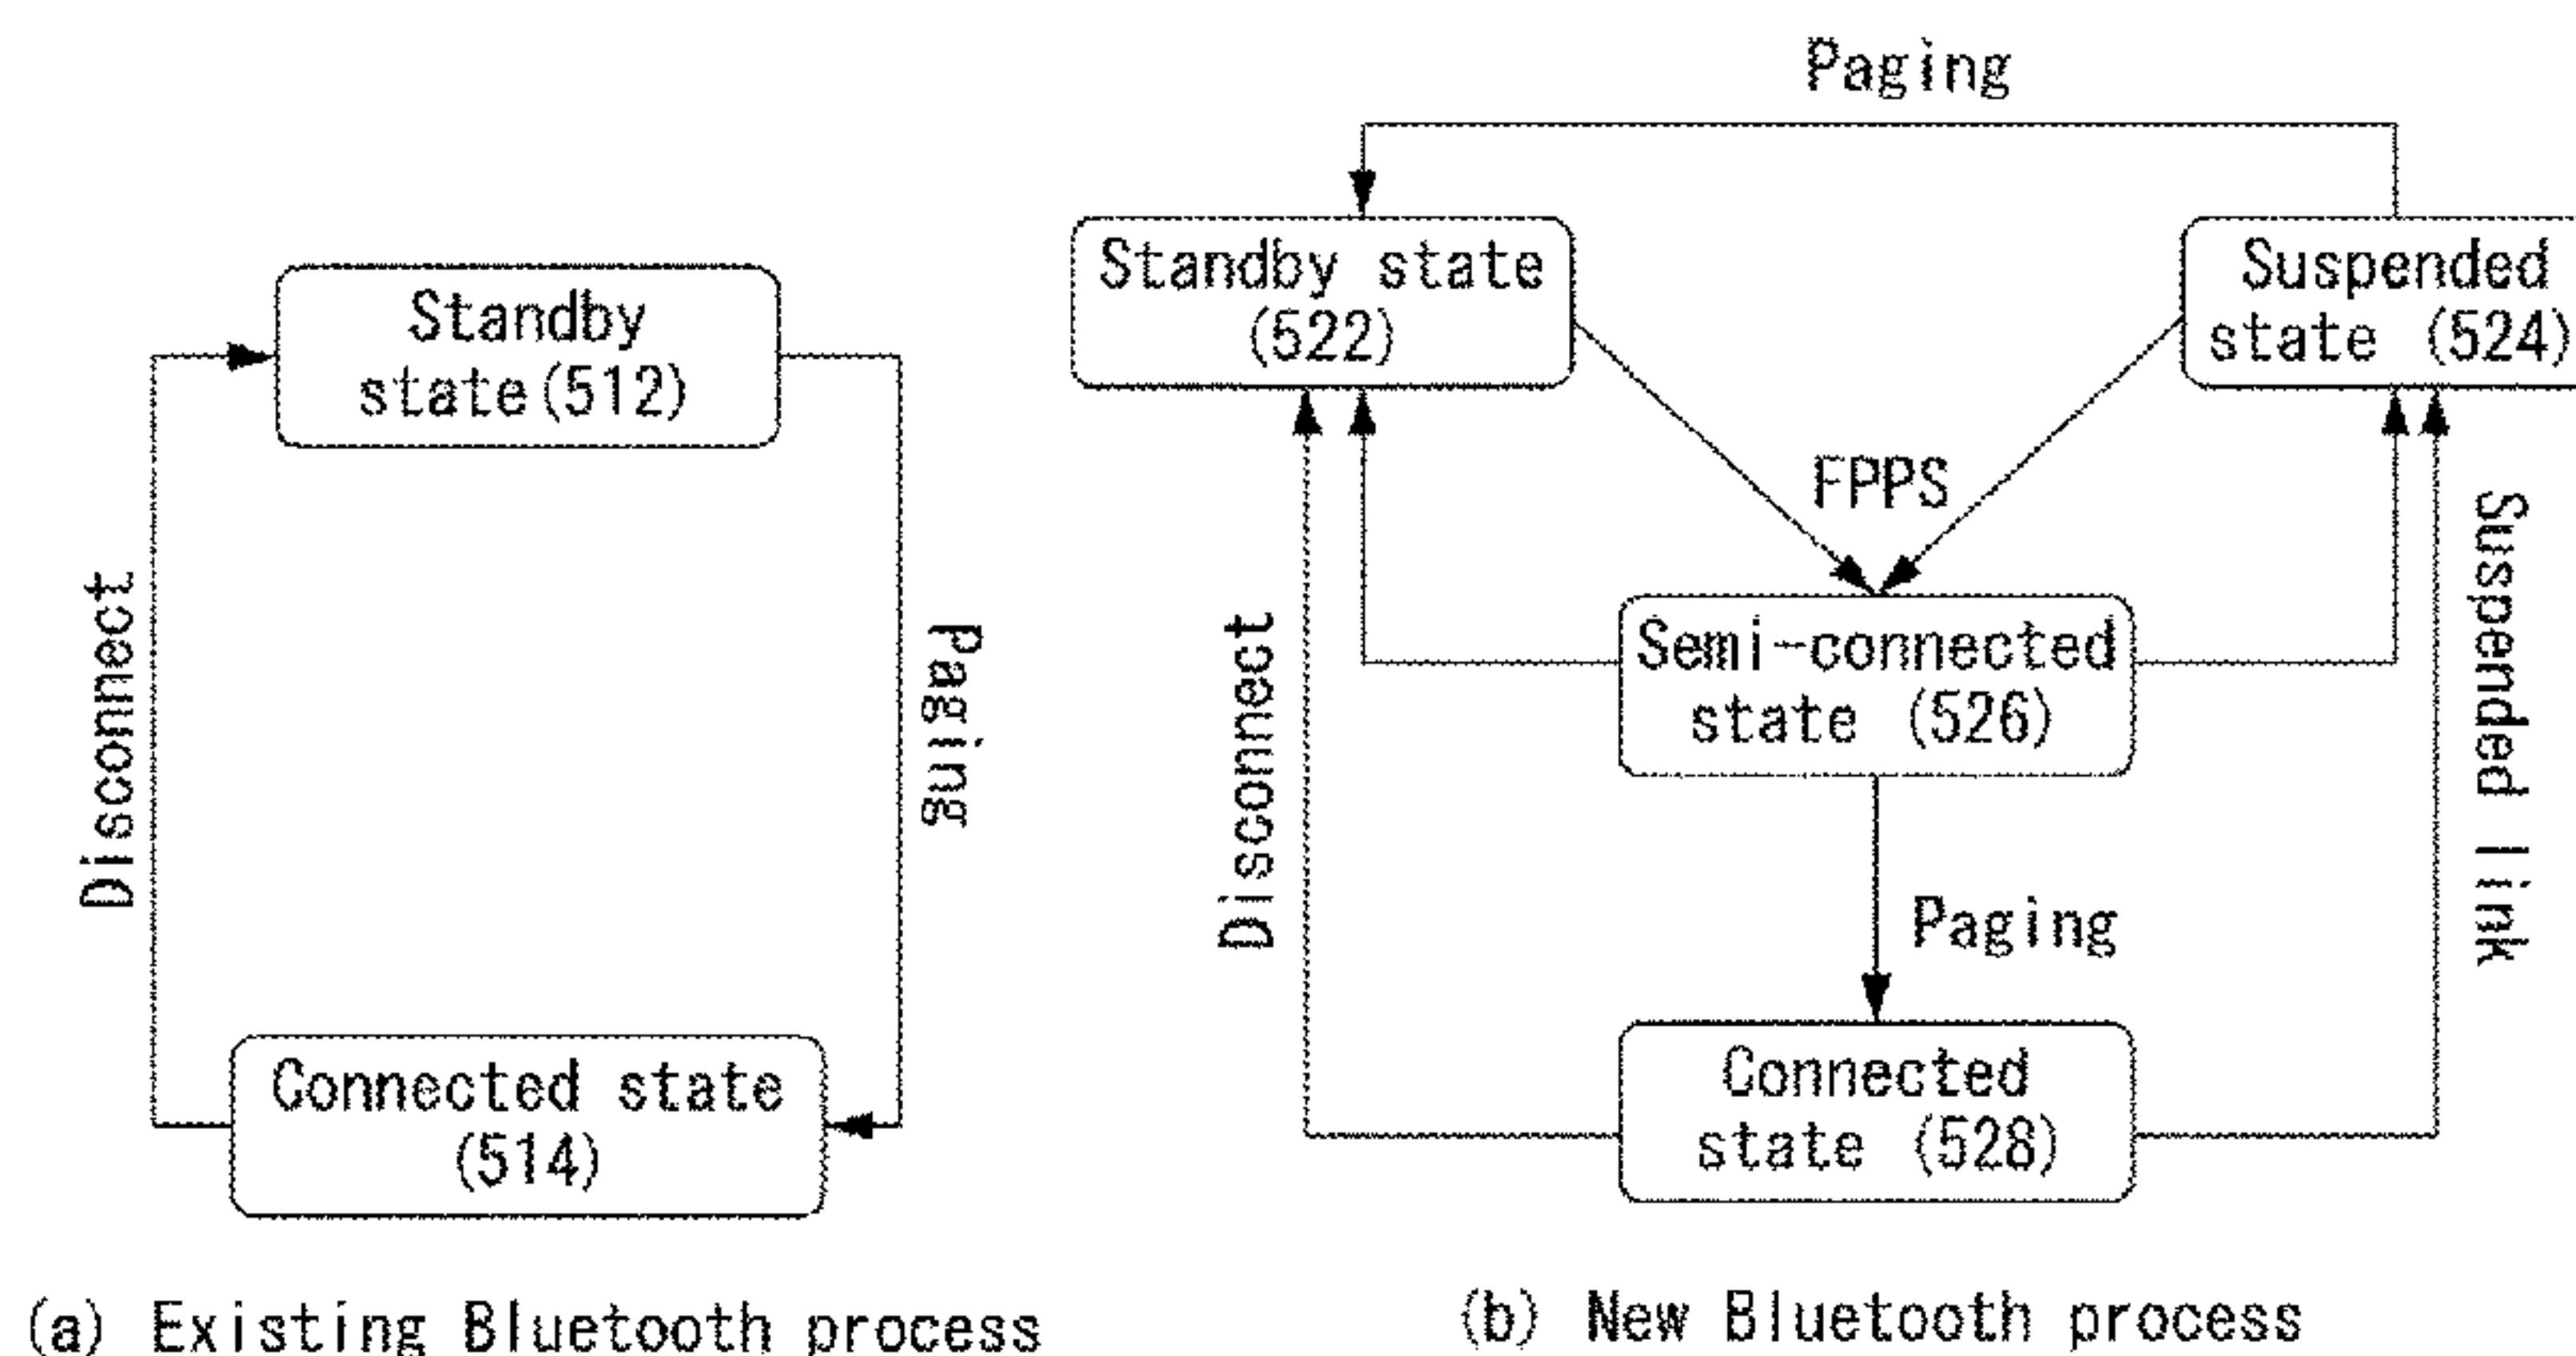 Standby
state(512)
Disconnect
Paging
Connected state
(514)
(a) Existing Bluetooth process
Paging
Standby state
(522)
Suspended
state (524)
FPPS
Semi-connected
state (526)
Disconnect
Suspended link
Paging
Connected
state (528)
(b) New Bluetooth process